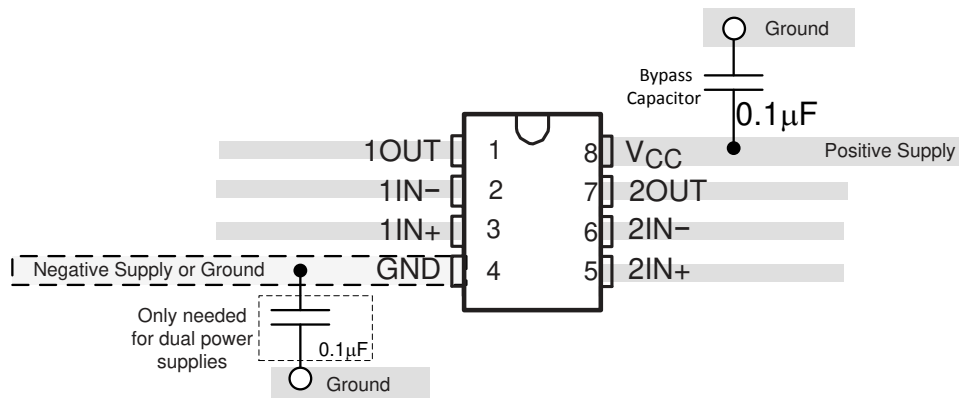 Ground
Bypass
Capacitor
0.1μF
1OUT 1 8 VCC Positive Supply
1IN− 2 7 2OUT
1IN+ 3 6 2IN−
Negative Supply or Ground GND 4 5 2IN+
Only needed
for dual power
supplies
0.1μF
Ground